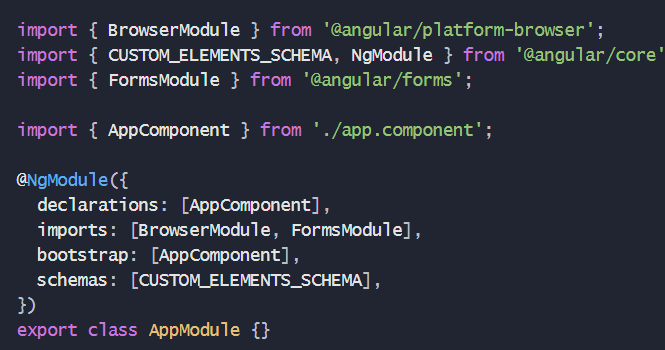 import { BrowserModule } from '@angular/platform-browser';
import { CUSTOM_ELEMENTS_SCHEMA, NgModule } from '@angular/core'
import { FormsModule } from '@angular/forms';

import { AppComponent } from './app.component';

@NgModule({
  declarations: [AppComponent],
  imports: [BrowserModule, FormsModule],
  bootstrap: [AppComponent],
  schemas: [CUSTOM_ELEMENTS_SCHEMA],
})
export class AppModule {}